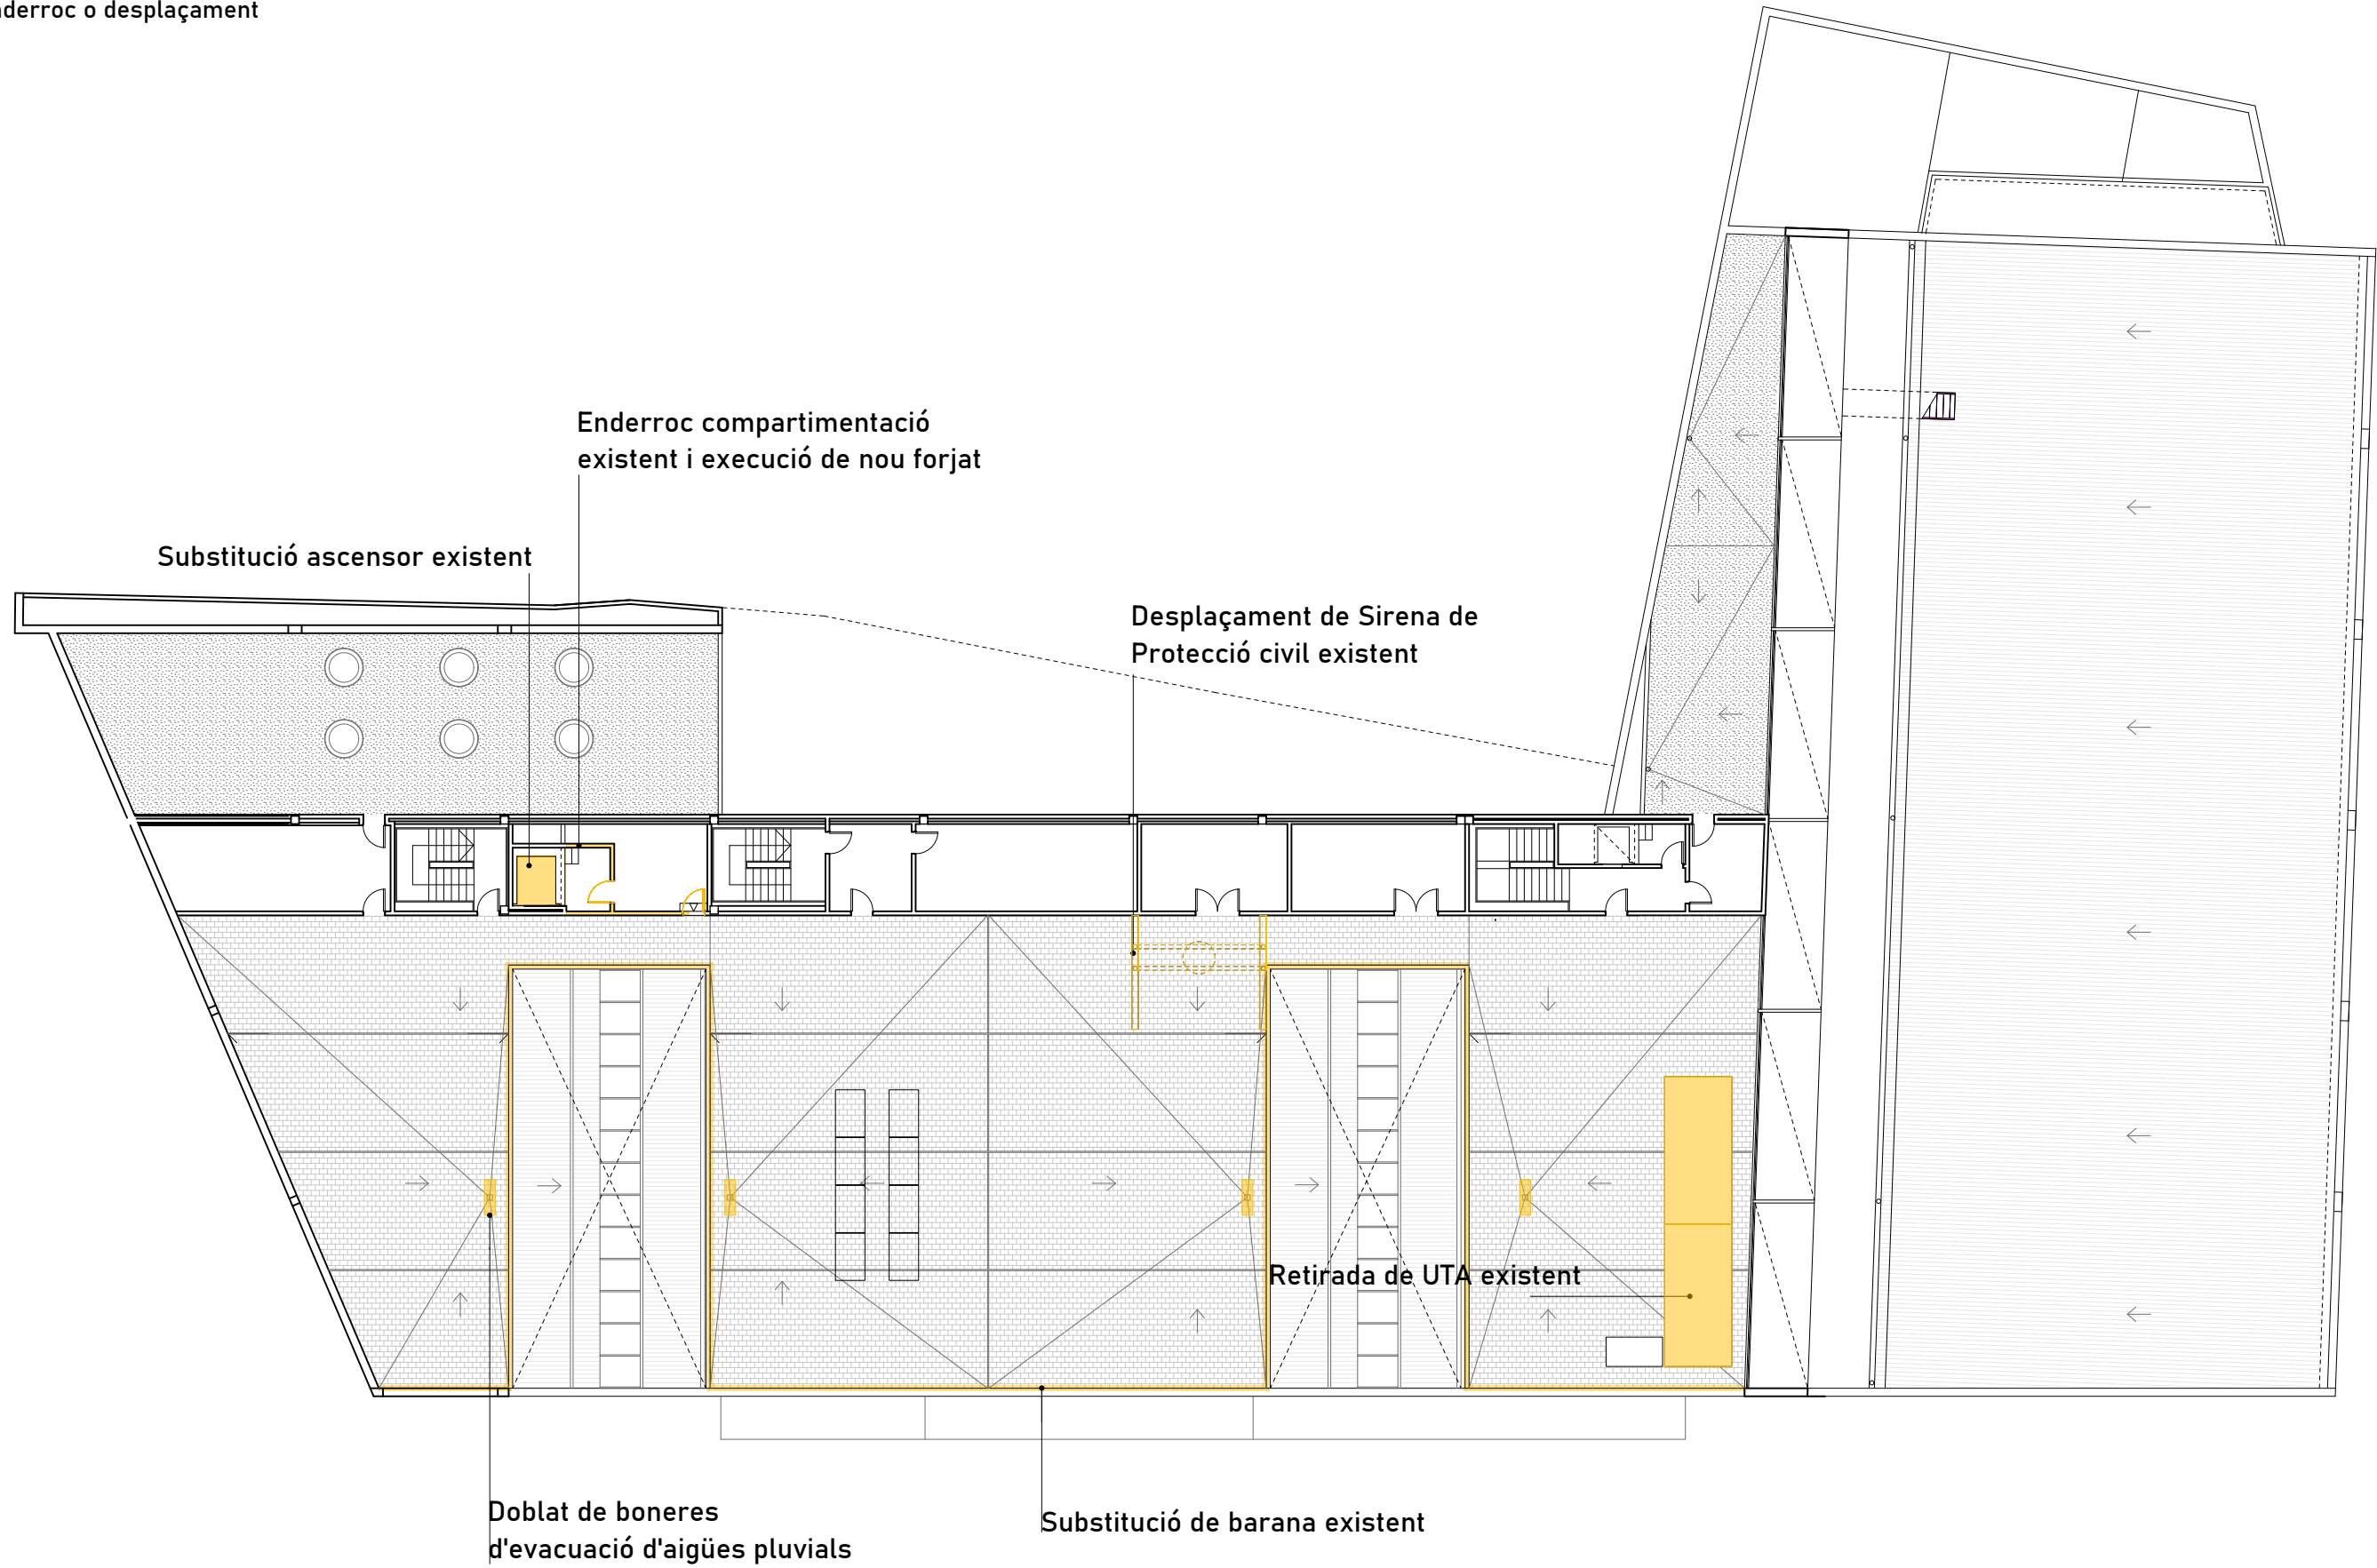 o desplaçament
Enderroc compartimentació
existent i execució de nou forjat
Substitució ascensor existent
Desplaçament de Sirena de
Protecció civil existent
Retirada de UTA existent
Doblat de boneres
d'evacuació d'aigües pluvials
Substitució de barana existent